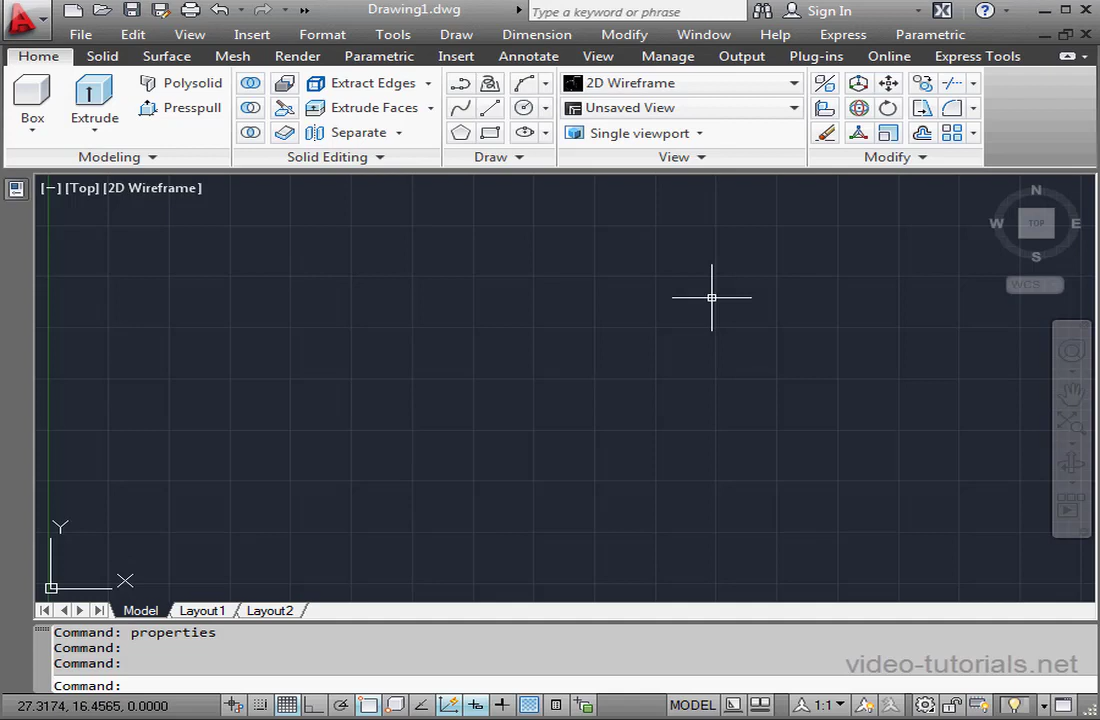 Drawing1.dwg
Type a keyword or phrase
Sign In
File Edit View Insert Format Tools Draw Dimension Modify Window Help Express Parametric
Home Solid Surface Mesh Render Parametric Insert Annotate View Manage Output Plug-ins Online Express Tools
Polysolid Extract Edges 2D Wireframe
Box Extrude Presspull Extrude Faces Unsaved View
Separate Single viewport
Modeling Solid Editing Draw View Modify
[−] [Top] [2D Wireframe]
N
W TOP E
S
WCS
Y
X
Model Layout1 Layout2
Command: properties
Command:
Command:
video-tutorials.net
Command:
27.3174, 16.4565, 0.0000 MODEL 1:1